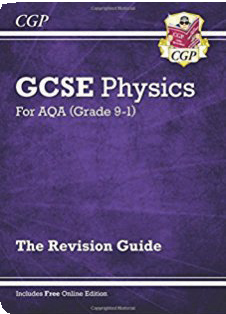 CGP
CGP
GCSE Physics
For AQA (Grade 9-1)
The Revision Guide
Includes Free Online Edition